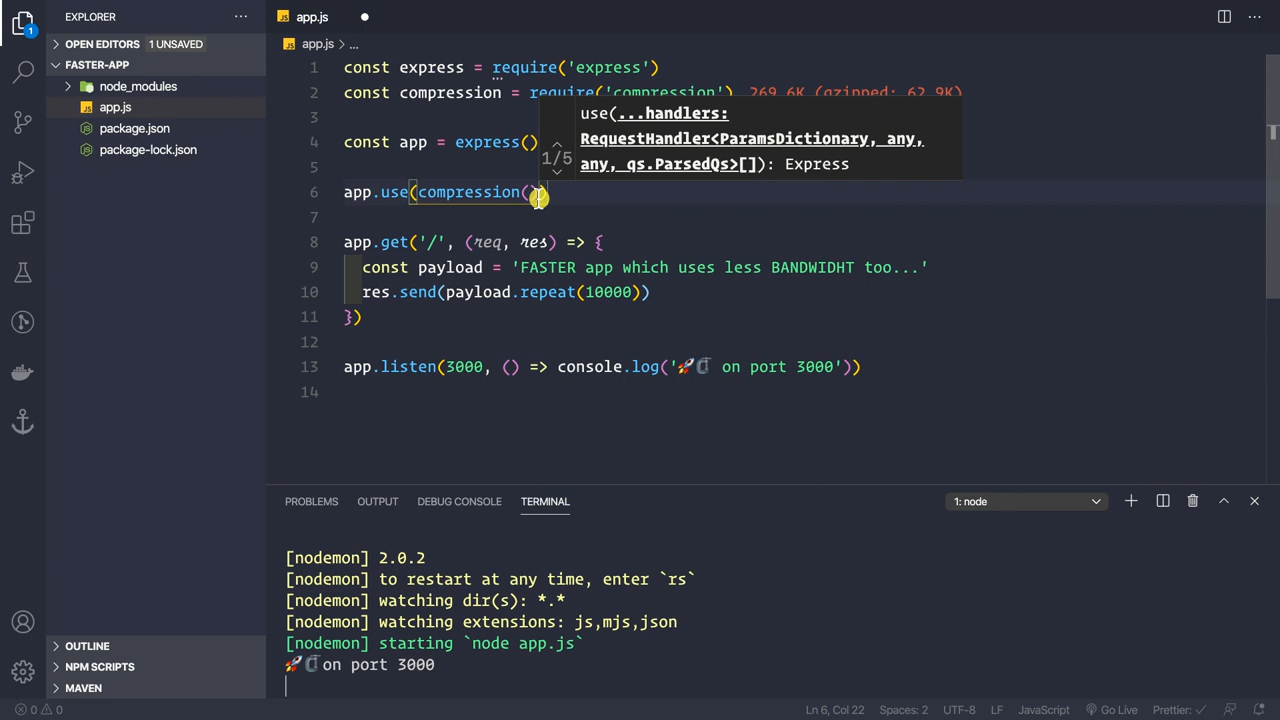 EXPLORER
OPEN EDITORS 1 UNSAVED
FASTER-APP
node_modules
app.js
package.json
package-lock.json
OUTLINE
NPM SCRIPTS
MAVEN
1
JS app.js
JS app.js > ...
1 const express = require('express')
2 const compression = require('compression') 269.6K (gzipped: 62.9K)
use(...handlers:
RequestHandler<ParamsDictionary, any,
any, qs.ParsedQs>[]): Express
1/5
3
4 const app = express()
5
6 app.use(compression())
7
8 app.get('/', (req, res) => {
9 const payload = 'FASTER app which uses less BANDWIDHT too...'
10 res.send(payload.repeat(10000))
11 })
12
13 app.listen(3000, () => console.log('🚀🗜️ on port 3000'))
14
PROBLEMS OUTPUT DEBUG CONSOLE TERMINAL 1: node
[nodemon] 2.0.2
[nodemon] to restart at any time, enter `rs`
[nodemon] watching dir(s): *.*
[nodemon] watching extensions: js,mjs,json
[nodemon] starting `node app.js`
🚀🗜️ on port 3000
0 0 Ln 6, Col 22 Spaces: 2 UTF-8 LF JavaScript Go Live Prettier: ✓